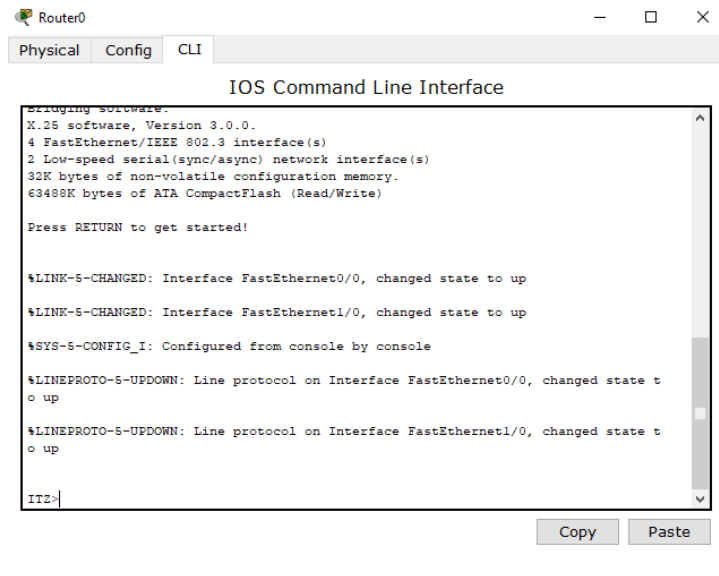 Router0
Physical Config CLI
IOS Command Line Interface
Bridging software.
X.25 software, Version 3.0.0.
4 FastEthernet/IEEE 802.3 interface(s)
2 Low-speed serial(sync/async) network interface(s)
32K bytes of non-volatile configuration memory.
63488K bytes of ATA CompactFlash (Read/Write)
Press RETURN to get started!
%LINK-5-CHANGED: Interface FastEthernet0/0, changed state to up
%LINK-5-CHANGED: Interface FastEthernet1/0, changed state to up
%SYS-5-CONFIG_I: Configured from console by console
%LINEPROTO-5-UPDOWN: Line protocol on Interface FastEthernet0/0, changed state t
o up
%LINEPROTO-5-UPDOWN: Line protocol on Interface FastEthernet1/0, changed state t
o up
ITZ>
Copy Paste